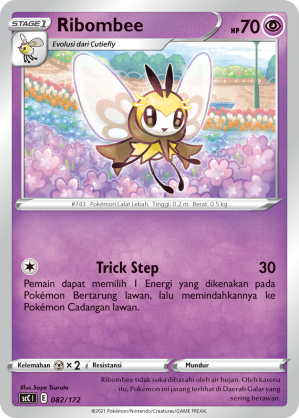 STAGE 1 Ribombee HP 70
Evolusi dari Cutiefly
#743 Pokémon Lalat Lebah Tinggi: 0.2 m Berat: 0.5 kg
Trick Step 30
Pemain dapat memilih 1 Energi yang dikenakan pada
Pokémon Bertarung lawan, lalu memindahkannya ke
Pokémon Cadangan lawan.
Kelemahan × 2 Resistansi Mundur
Illus. Saya Tsuruta
scC I E 082/172
Ribombee tidak suka dibasahi oleh air hujan. Oleh karena
itu, Pokémon ini jarang terlihat di Daerah Galar yang
sering berawan.
©2021 Pokémon/Nintendo/Creatures/GAME FREAK